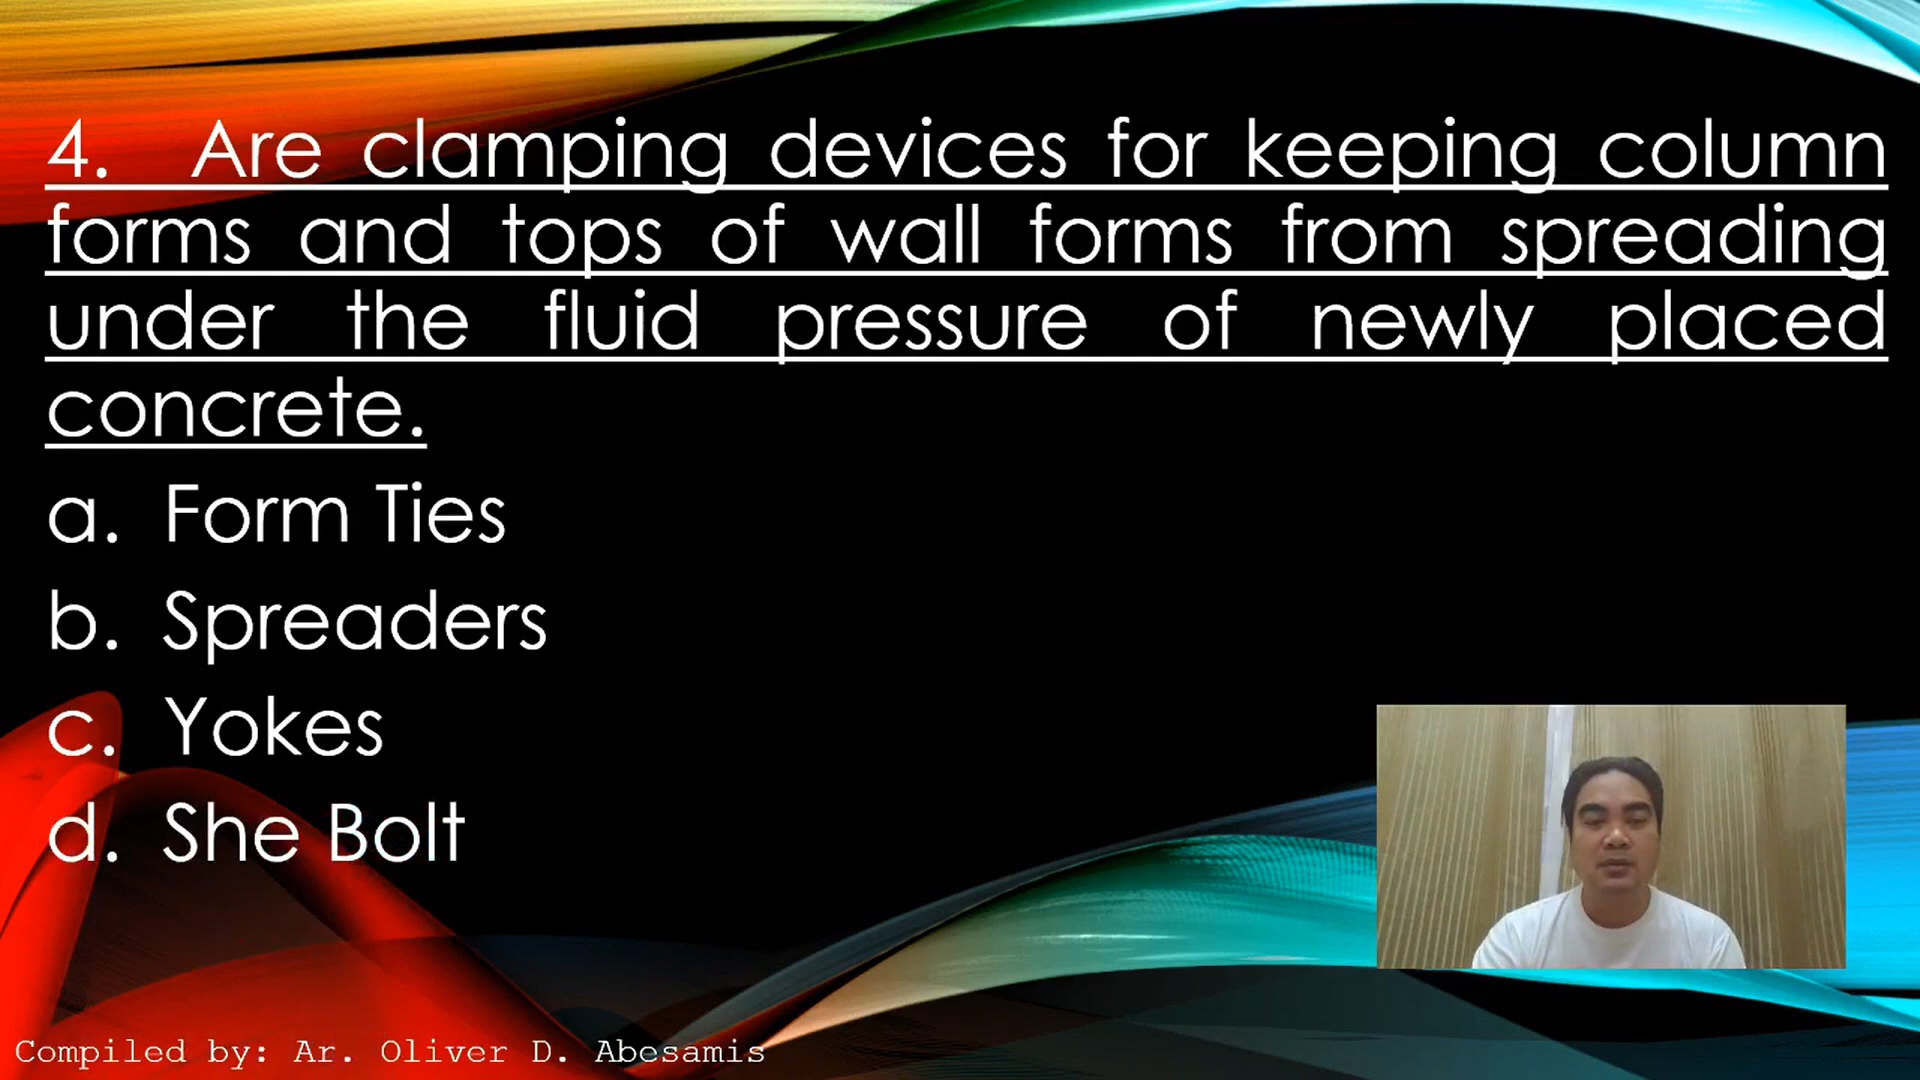 4. Are clamping devices for keeping column
forms and tops of wall forms from spreading
under the fluid pressure of newly placed
concrete.
a. Form Ties
b. Spreaders
c. Yokes
d. She Bolt
Compiled by: Ar. Oliver D. Abesamis